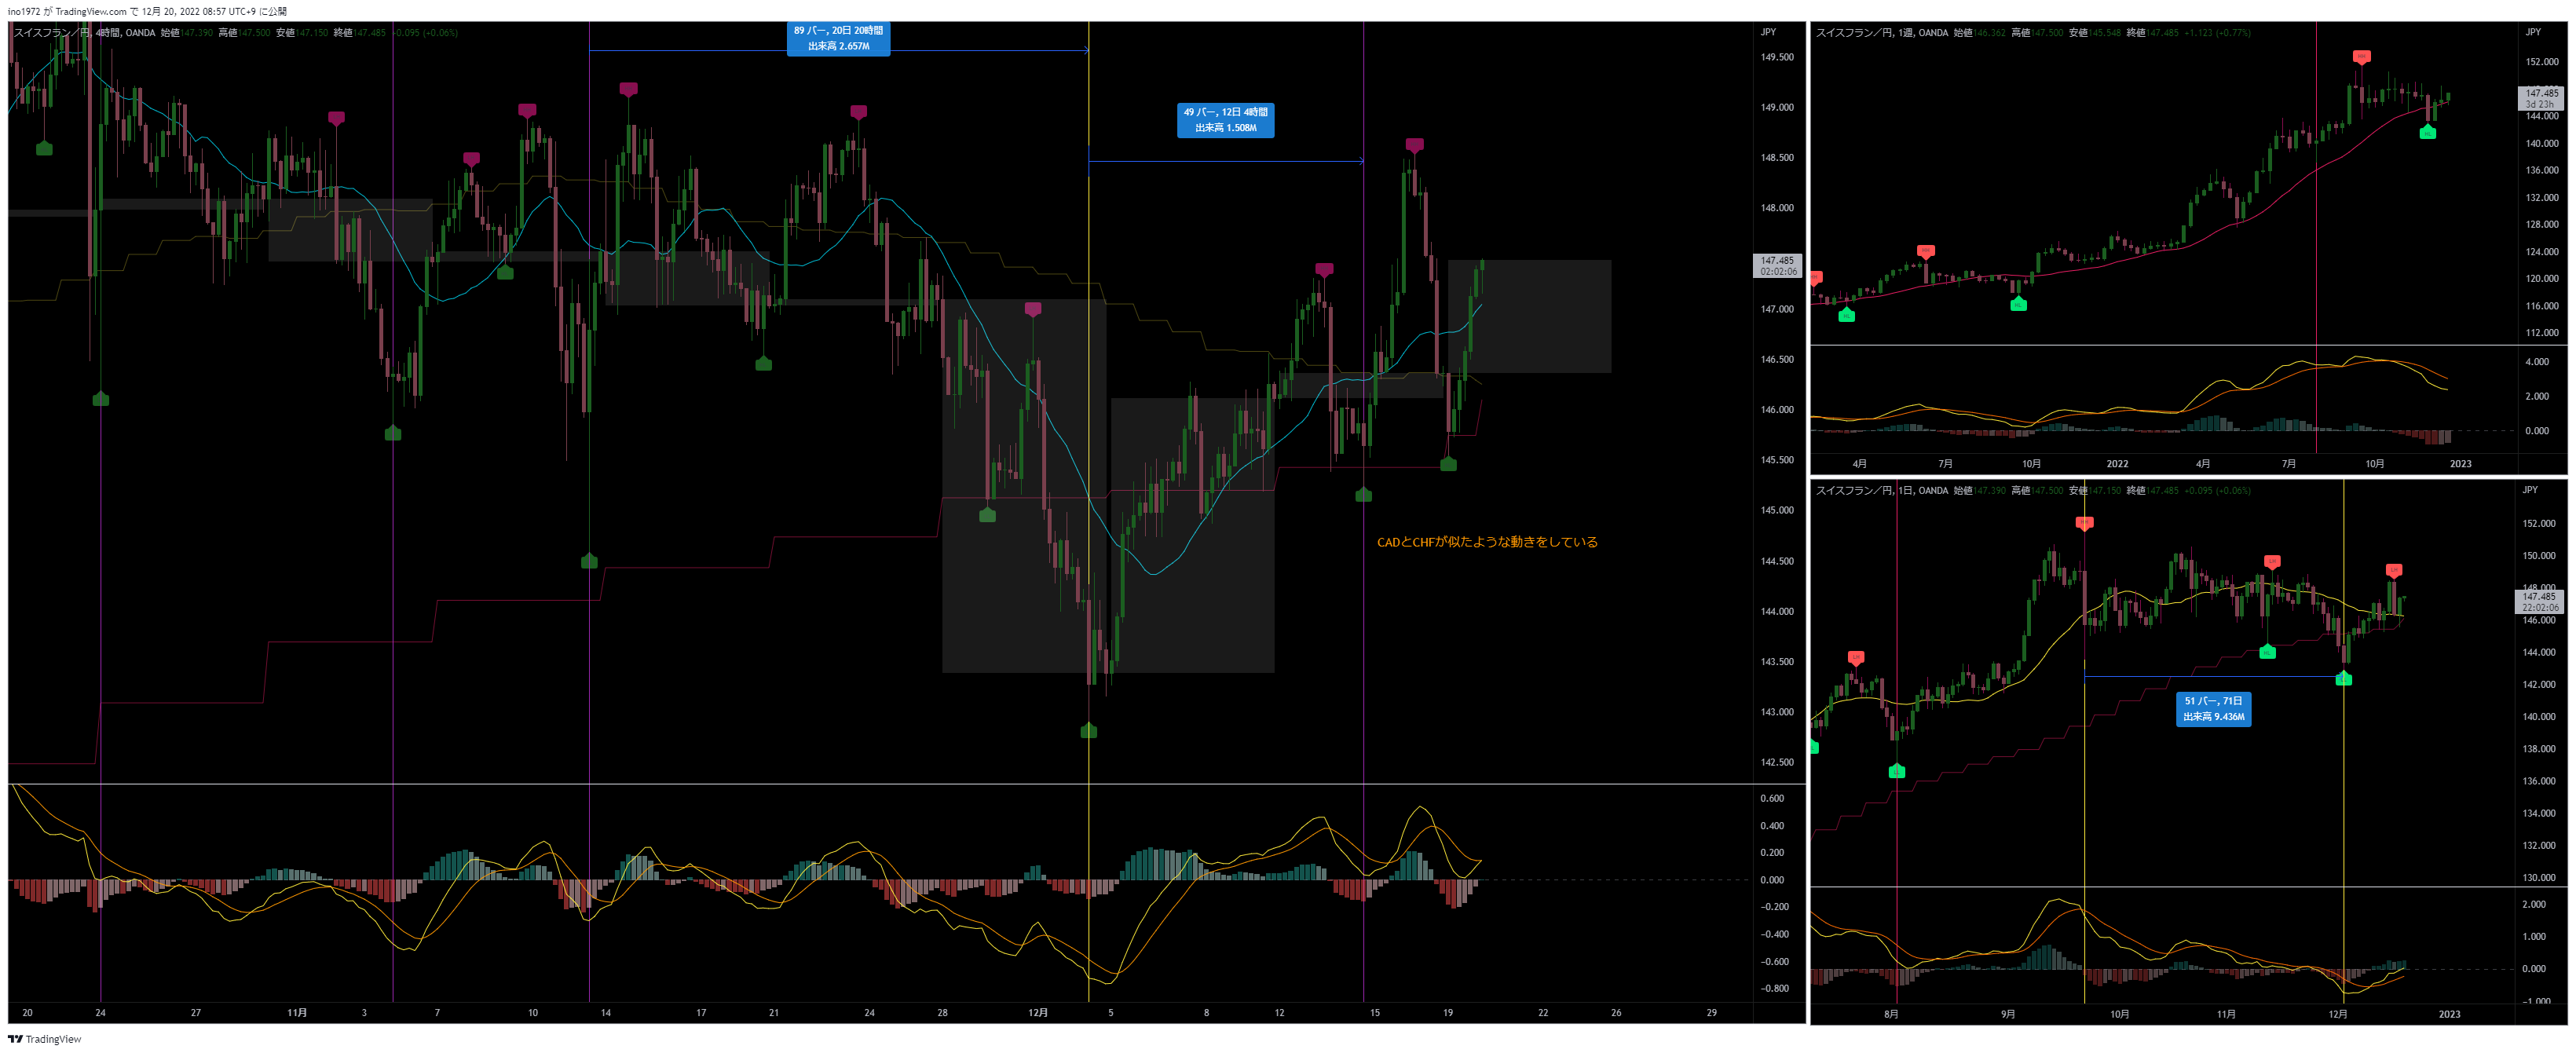 ino1972 が TradingView.com で 12月 20, 2022 08:57 UTC+9 に公開
スイスフラン／円, 4時間, OANDA 始値147.390 高値147.500 安値147.150 終値147.485 +0.095 (+0.06%)
JPY
89 バー, 20日 20時間
出来高 2.657M
49 バー, 12日 4時間
出来高 1.508M
149.500
149.000
148.500
148.000
147.485
02:02:06
147.000
146.500
146.000
145.500
145.000
144.500
144.000
143.500
143.000
142.500
CADとCHFが似たような動きをしている
0.600
0.400
0.200
0.000
−0.200
−0.400
−0.600
−0.800
20 24 27 11月 3 7 10 14 17 21 24 28 12月 5 8 12 15 19 22 26 29
スイスフラン／円, 1週, OANDA 始値146.362 高値147.500 安値145.548 終値147.485 +1.123 (+0.77%)
JPY
152.000
147.485
3d 23h
144.000
140.000
136.000
132.000
128.000
124.000
120.000
116.000
112.000
4.000
2.000
0.000
4月 7月 10月 2022 4月 7月 10月 2023
スイスフラン／円, 1日, OANDA 始値147.390 高値147.500 安値147.150 終値147.485 +0.095 (+0.06%)
JPY
152.000
150.000
148.000
147.485
22:02:06
146.000
144.000
142.000
140.000
138.000
136.000
134.000
132.000
130.000
51 バー, 71日
出来高 9.436M
2.000
1.000
0.000
−1.000
8月 9月 10月 11月 12月 2023
TradingView